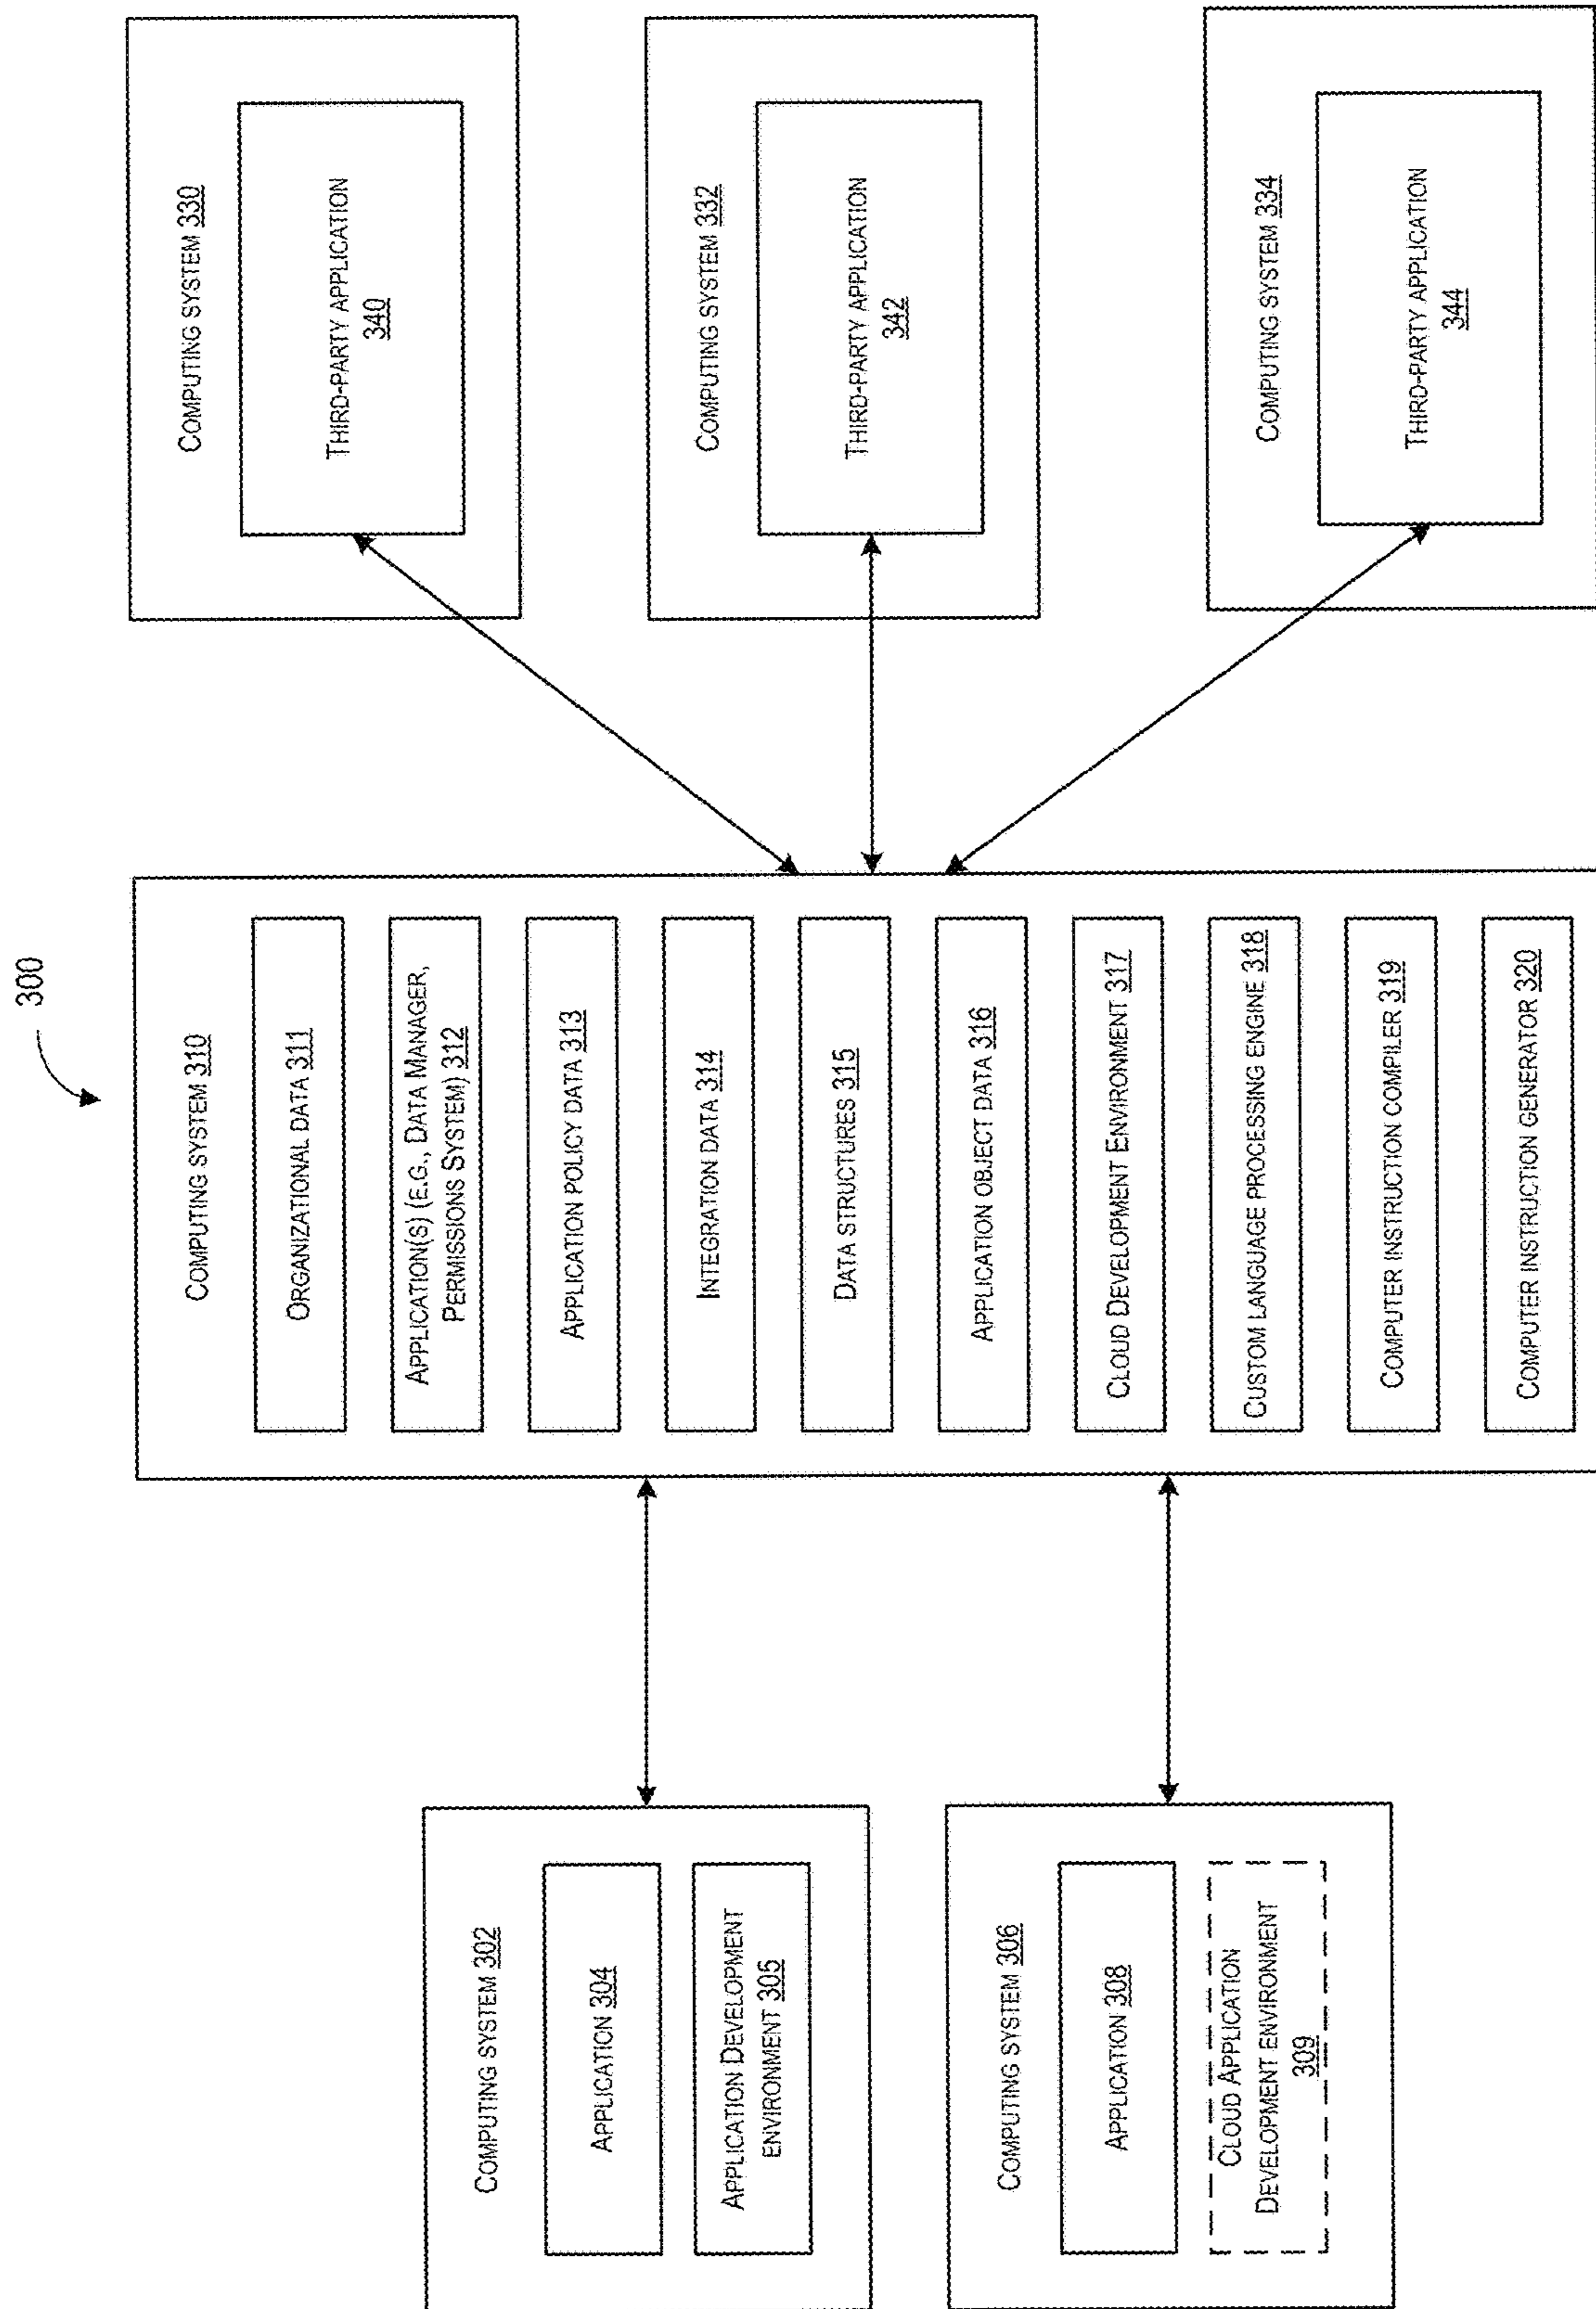 300
COMPUTING SYSTEM 302
APPLICATION 304
APPLICATION DEVELOPMENT
ENVIRONMENT 305
COMPUTING SYSTEM 306
APPLICATION 308
CLOUD APPLICATION
DEVELOPMENT ENVIRONMENT
309
COMPUTING SYSTEM 310
ORGANIZATIONAL DATA 311
APPLICATION(S) (E.G., DATA MANAGER,
PERMISSIONS SYSTEM) 312
APPLICATION POLICY DATA 313
INTEGRATION DATA 314
DATA STRUCTURES 315
APPLICATION OBJECT DATA 316
CLOUD DEVELOPMENT ENVIRONMENT 317
CUSTOM LANGUAGE PROCESSING ENGINE 318
COMPUTER INSTRUCTION COMPILER 319
COMPUTER INSTRUCTION GENERATOR 320
COMPUTING SYSTEM 330
THIRD-PARTY APPLICATION
340
COMPUTING SYSTEM 332
THIRD-PARTY APPLICATION
342
COMPUTING SYSTEM 334
THIRD-PARTY APPLICATION
344